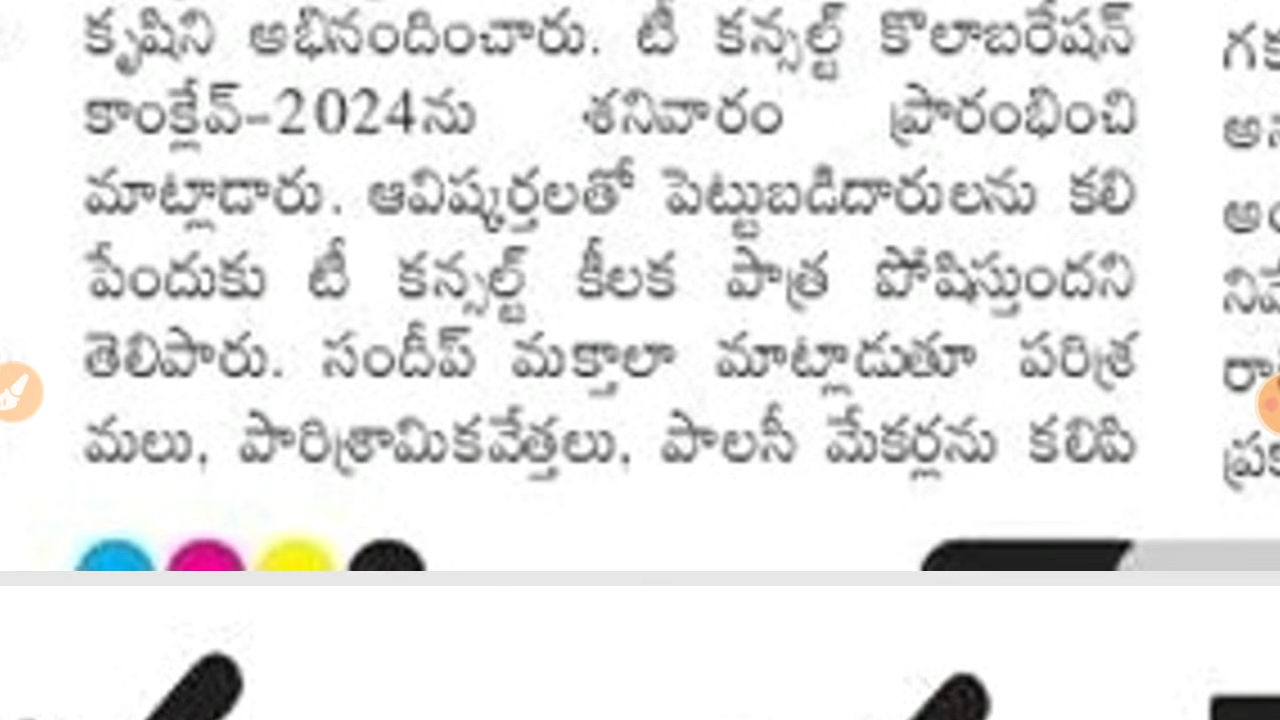 కృషిని అభినందించారు. టీ కన్సల్ట్ కొలాబరేషన్
కాంక్లేవ్-2024ను శనివారం ప్రారంభించి
మాట్లాడారు. ఆవిష్కర్తలతో పెట్టుబడిదారులను కలి
పేందుకు టీ కన్సల్ట్ కీలక పాత్ర పోషిస్తుందని
తెలిపారు. సందీప్ మక్తాలా మాట్లాడుతూ పరిశ్ర
మలు, పారిశ్రామికవేత్తలు, పాలసీ మేకర్లను కలిపి